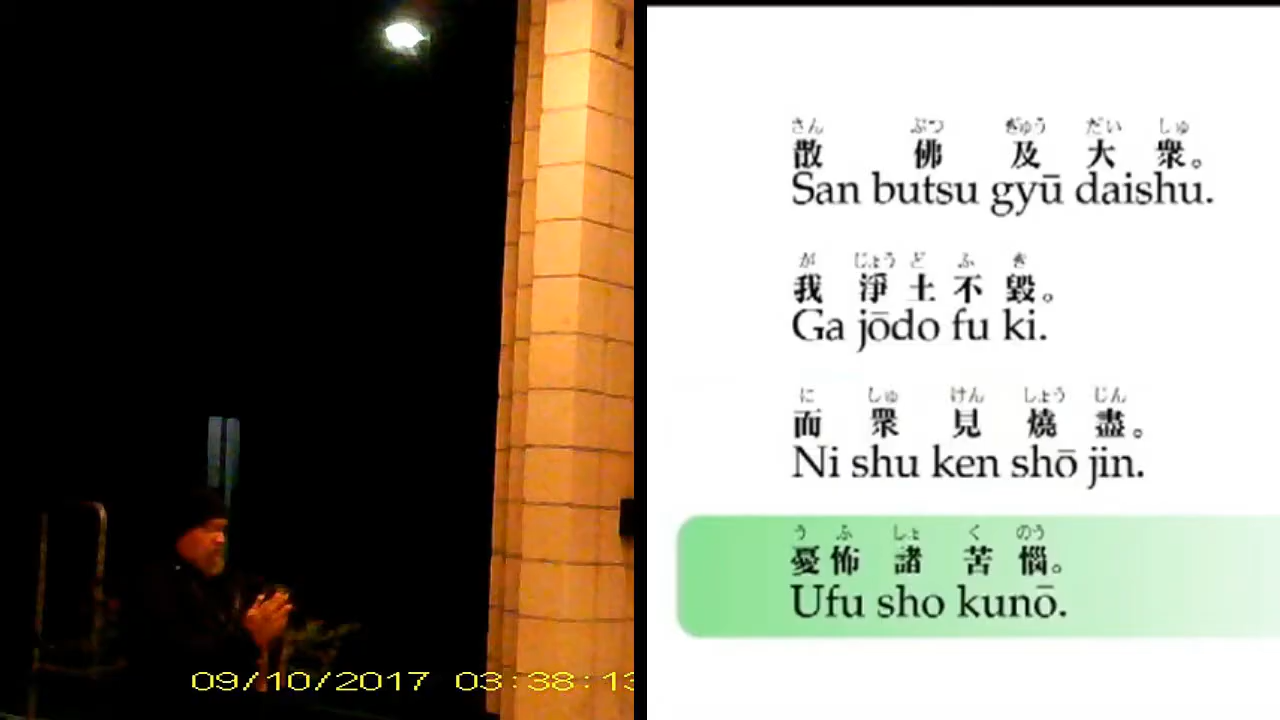 09/10/2017 03:38:13
さん ぶつ ぎゅう だい しゅ
散 佛 及 大 衆。
San butsu gyū daishu.
が じょう ど ふ き
我 淨 土 不 毀。
Ga jōdo fu ki.
に しゅ けん しょう じん
而 衆 見 燒 盡。
Ni shu ken shō jin.
う ふ しょ く のう
憂 怖 諸 苦 惱。
Ufu sho kunō.